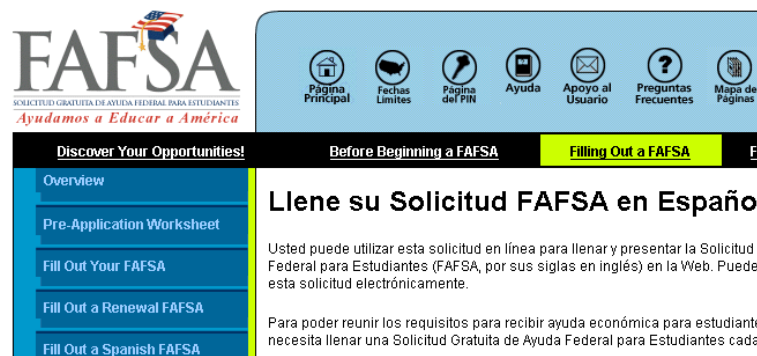 FAFSA
SOLICITUD GRATUITA DE AYUDA FEDERAL PARA ESTUDIANTES
Ayudamos a Educar a América
Página Principal
Fechas Limites
Página del PIN
Ayuda
Apoyo al Usuario
? Preguntas Frecuentes
Mapa de Páginas
Discover Your Opportunities!
Before Beginning a FAFSA
Filling Out a FAFSA
F
Overview
Pre-Application Worksheet
Fill Out Your FAFSA
Fill Out a Renewal FAFSA
Fill Out a Spanish FAFSA
Llene su Solicitud FAFSA en Españo
Usted puede utilizar esta solicitud en línea para llenar y presentar la Solicitud
Federal para Estudiantes (FAFSA, por sus siglas en inglés) en la Web. Puede
esta solicitud electrónicamente.
Para poder reunir los requisitos para recibir ayuda económica para estudiante
necesita llenar una Solicitud Gratuita de Ayuda Federal para Estudiantes cada